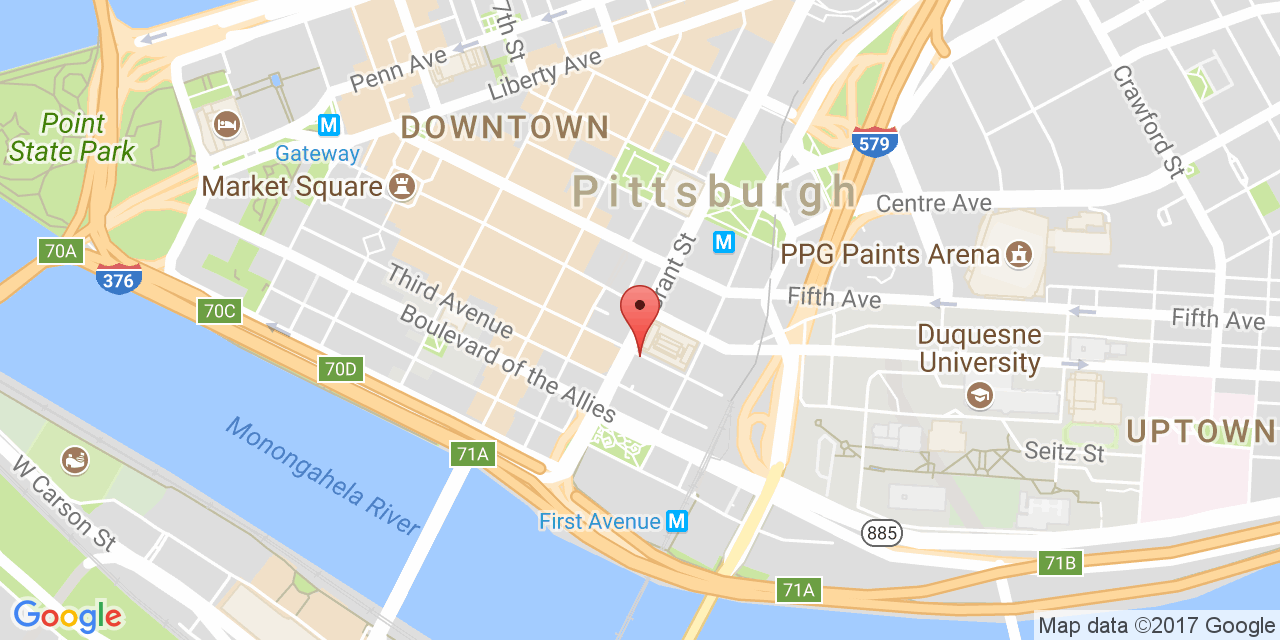 7th St
Penn Ave
Liberty Ave
Crawford St
Point
State Park
M
Gateway
DOWNTOWN
579
Market Square
Pittsburgh
Centre Ave
70A
376
M
PPG Paints Arena
Grant St
Fifth Ave
70C
Third Avenue
Fifth Ave
Boulevard of the Allies
Duquesne
University
70D
Monongahela River
71A
UPTOWN
Seitz St
W Carson St
First Avenue M
885
71B
71A
Google
Map data ©2017 Google